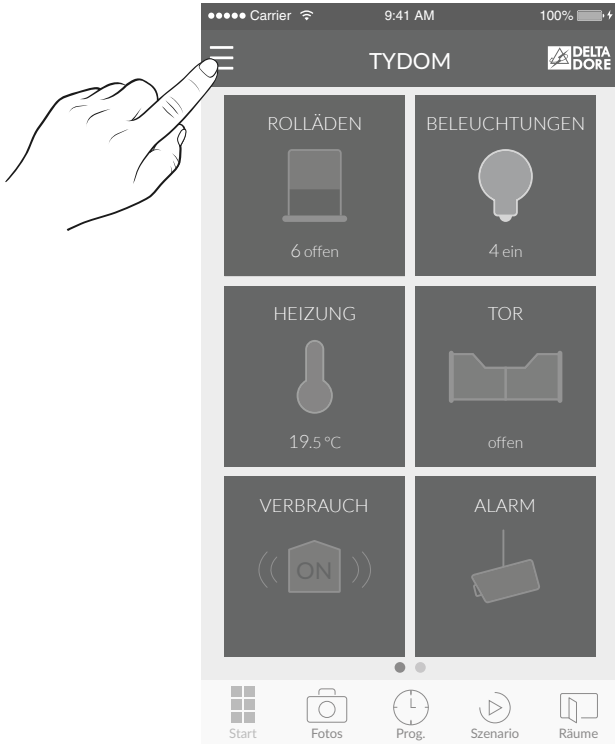 Carrier 9:41 AM 100%
TYDOM DELTA DORE
ROLLÄDEN BELEUCHTUNGEN
6 offen 4 ein
HEIZUNG TOR
19.5 °C offen
VERBRAUCH ALARM
ON
Start Fotos Prog. Szenario Räume